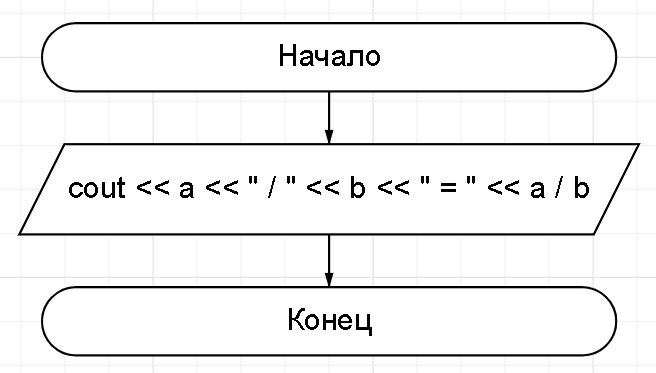 Начало
cout << a << " / " << b << " = " << a / b
Конец